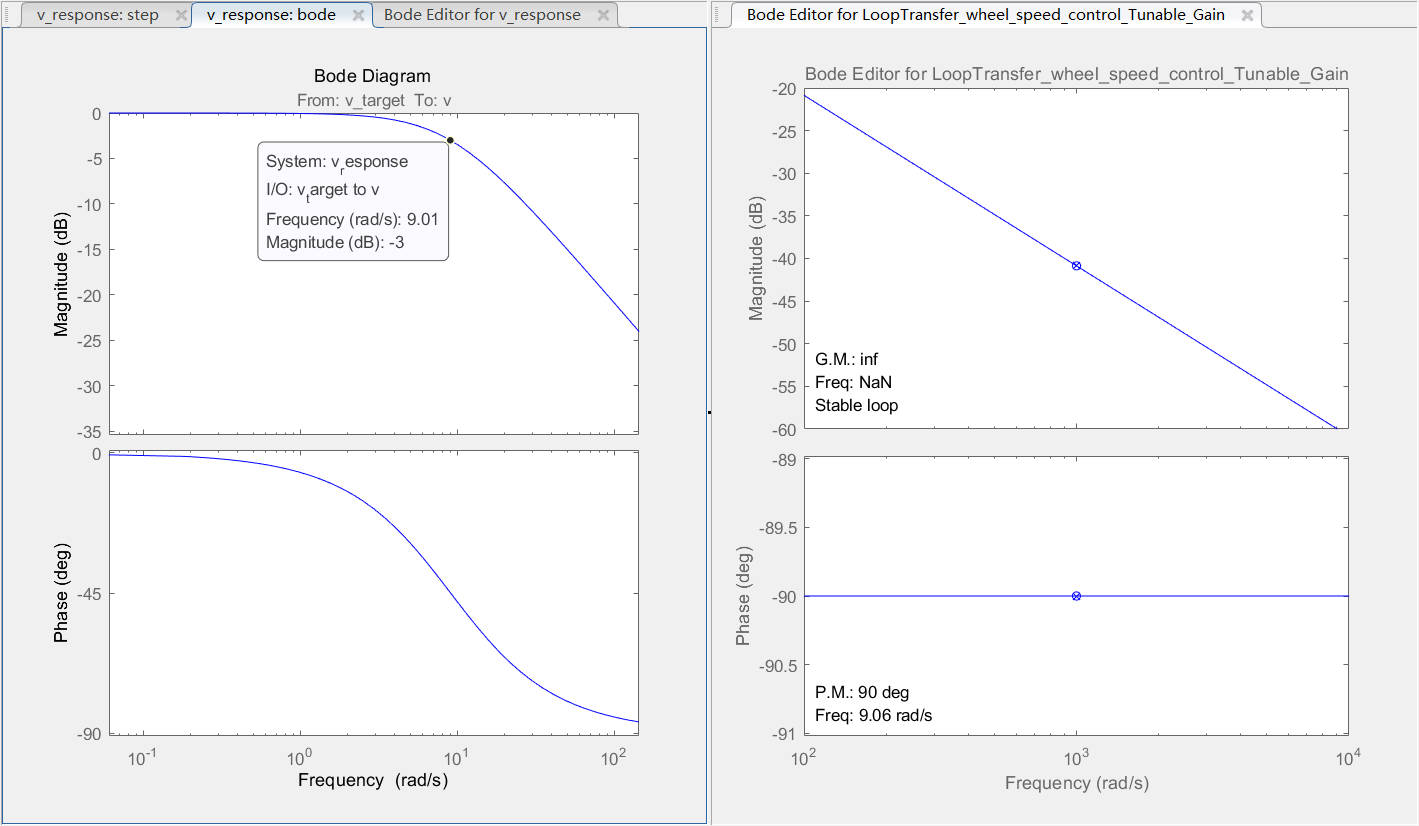 v_response: step
v_response: bode
Bode Editor for v_response
Bode Editor for LoopTransfer_wheel_speed_control_Tunable_Gain
Bode Diagram
From: v_target To: v
0
-5
-10
-15
-20
-25
-30
-35
Magnitude (dB)
System: v_response
I/O: v_target to v
Frequency (rad/s): 9.01
Magnitude (dB): -3
0
-45
-90
Phase (deg)
10^-1
10^0
10^1
10^2
Frequency (rad/s)
Bode Editor for LoopTransfer_wheel_speed_control_Tunable_Gain
-20
-25
-30
-35
-40
-45
-50
-55
-60
Magnitude (dB)
G.M.: inf
Freq: NaN
Stable loop
-89
-89.5
-90
-90.5
-91
Phase (deg)
P.M.: 90 deg
Freq: 9.06 rad/s
10^2
10^3
10^4
Frequency (rad/s)